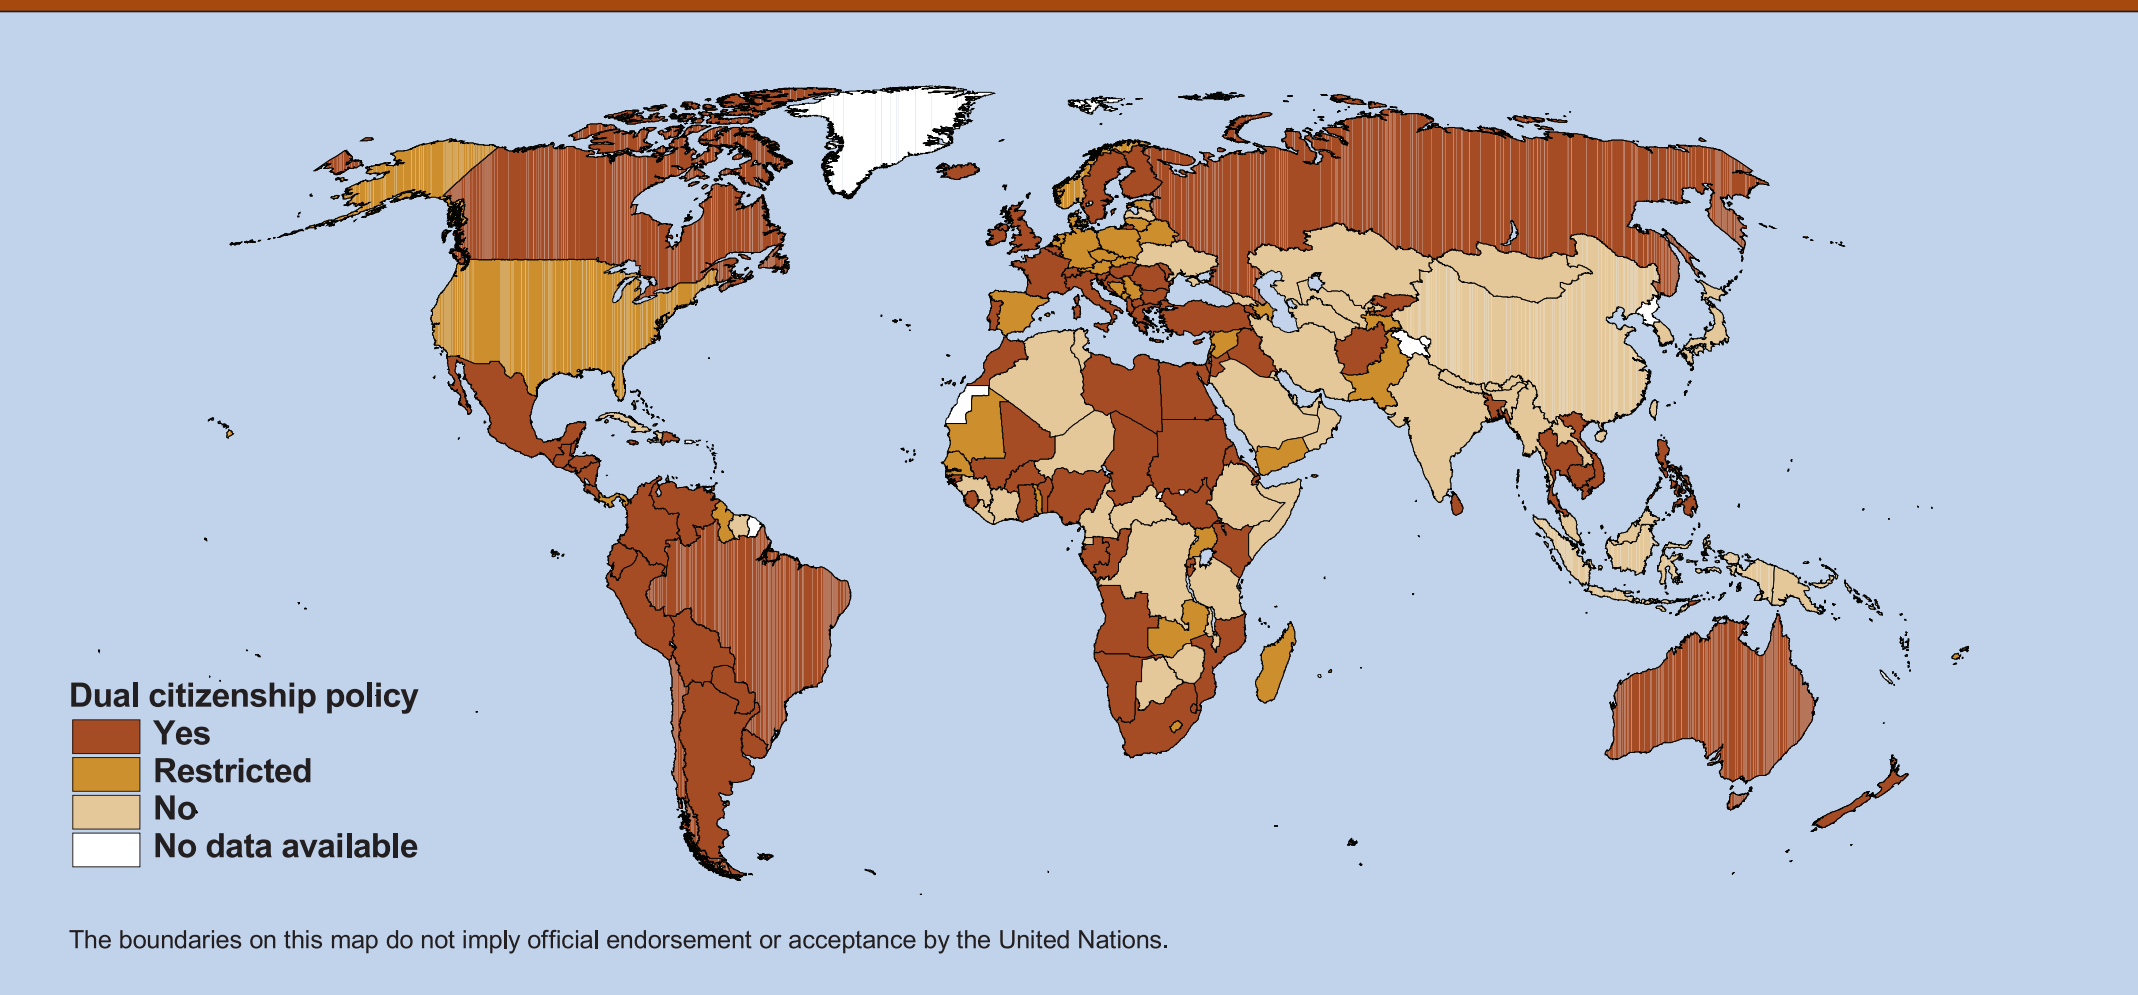 Dual citizenship policy
Yes
Restricted
No
No data available
The boundaries on this map do not imply official endorsement or acceptance by the United Nations.